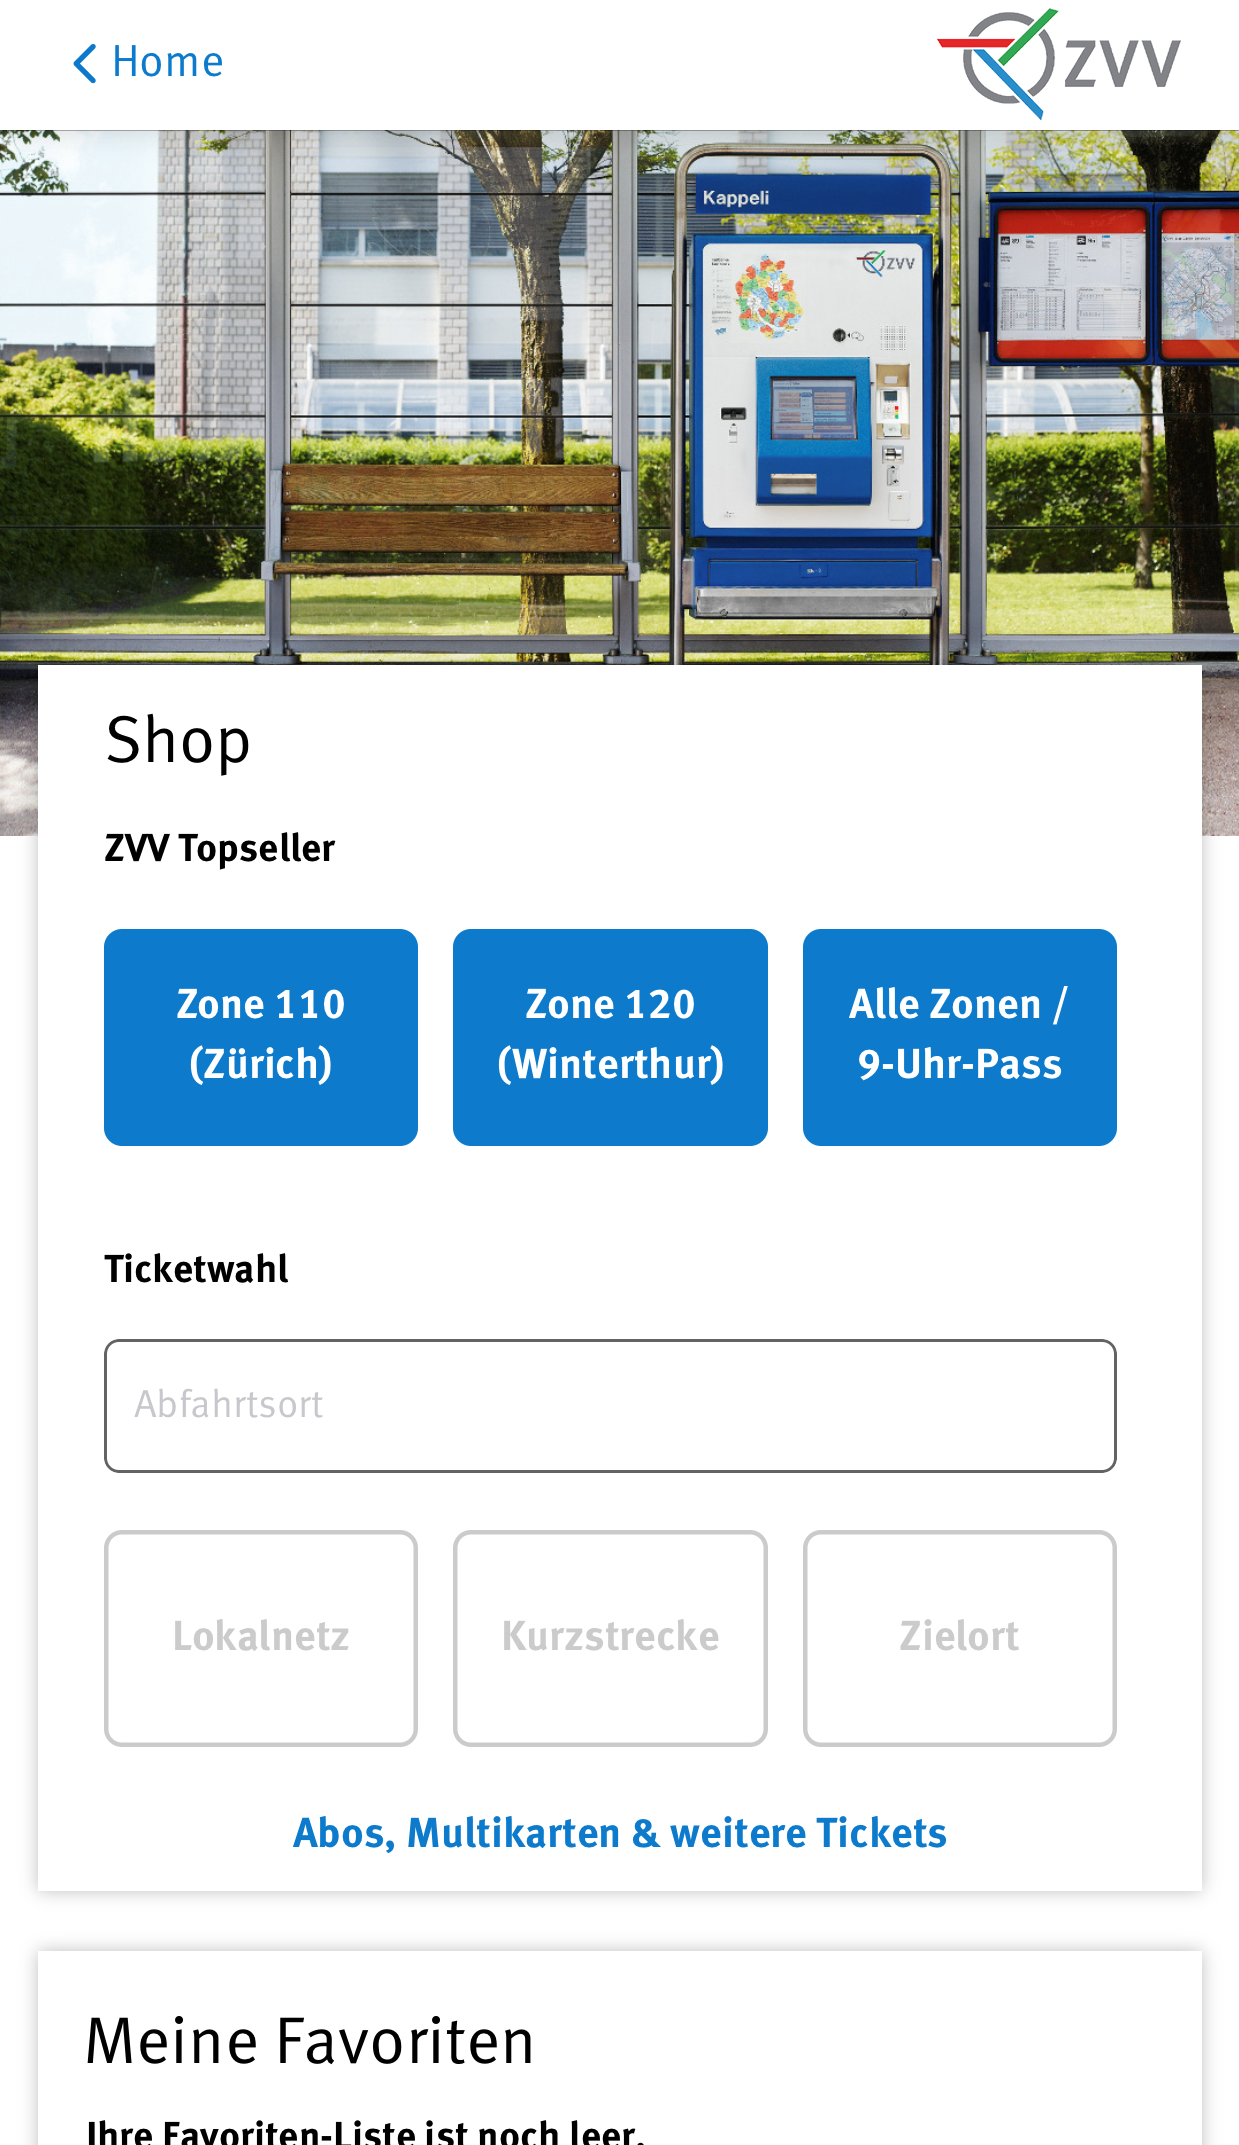 Home
ZVV
Kappeli
ZVV
Shop
ZVV Topseller
Zone 110
(Zürich)
Zone 120
(Winterthur)
Alle Zonen /
9-Uhr-Pass
Ticketwahl
Abfahrtsort
Lokalnetz
Kurzstrecke
Zielort
Abos, Multikarten & weitere Tickets
Meine Favoriten
Ihre Favoriten-Liste ist noch leer.